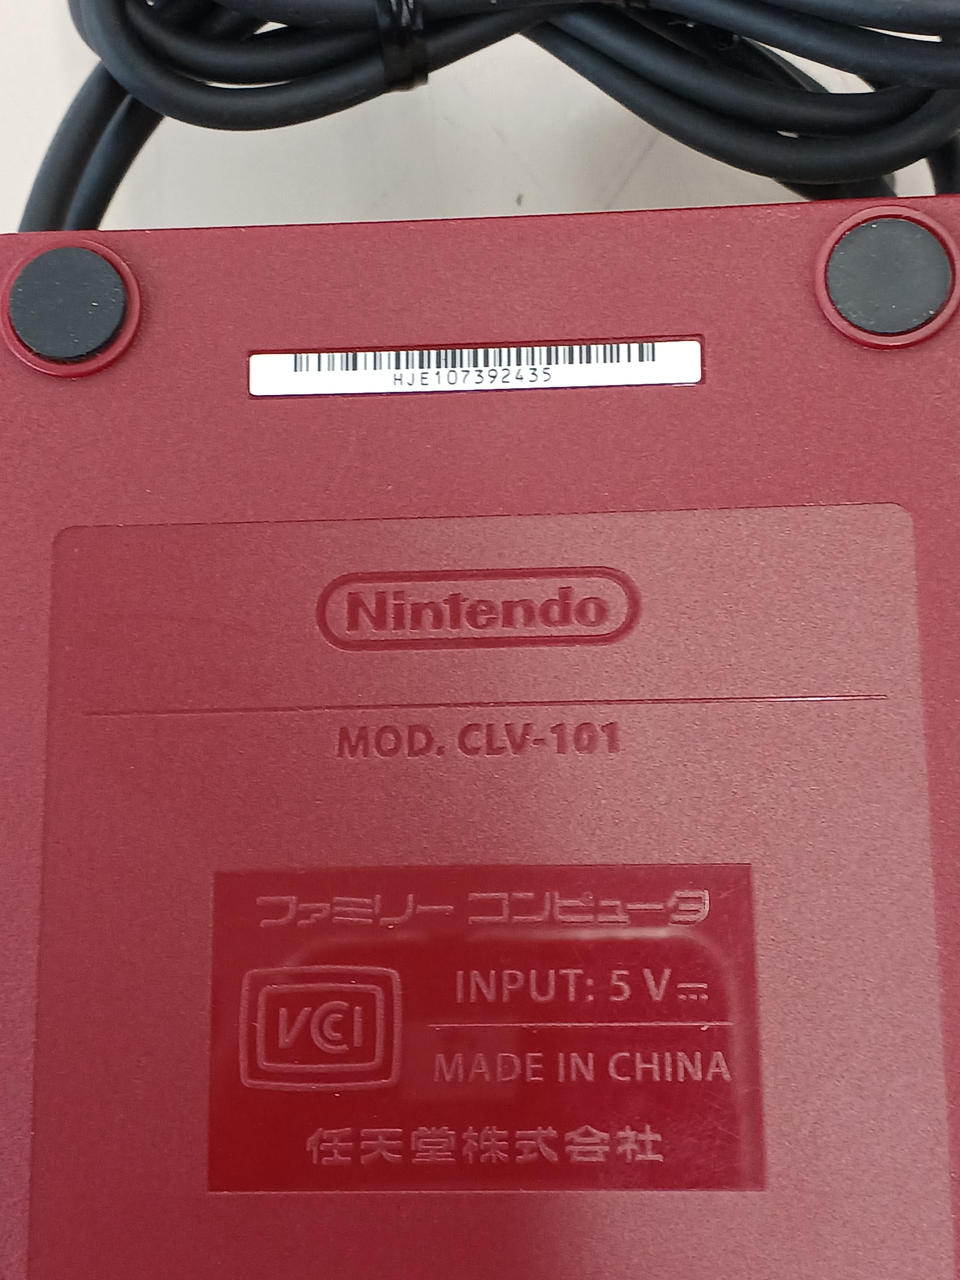 HJE107392435
Nintendo
MOD. CLV-101
ファミリー コンピュータ
VCCI
INPUT: 5 V⎓
MADE IN CHINA
任天堂株式会社